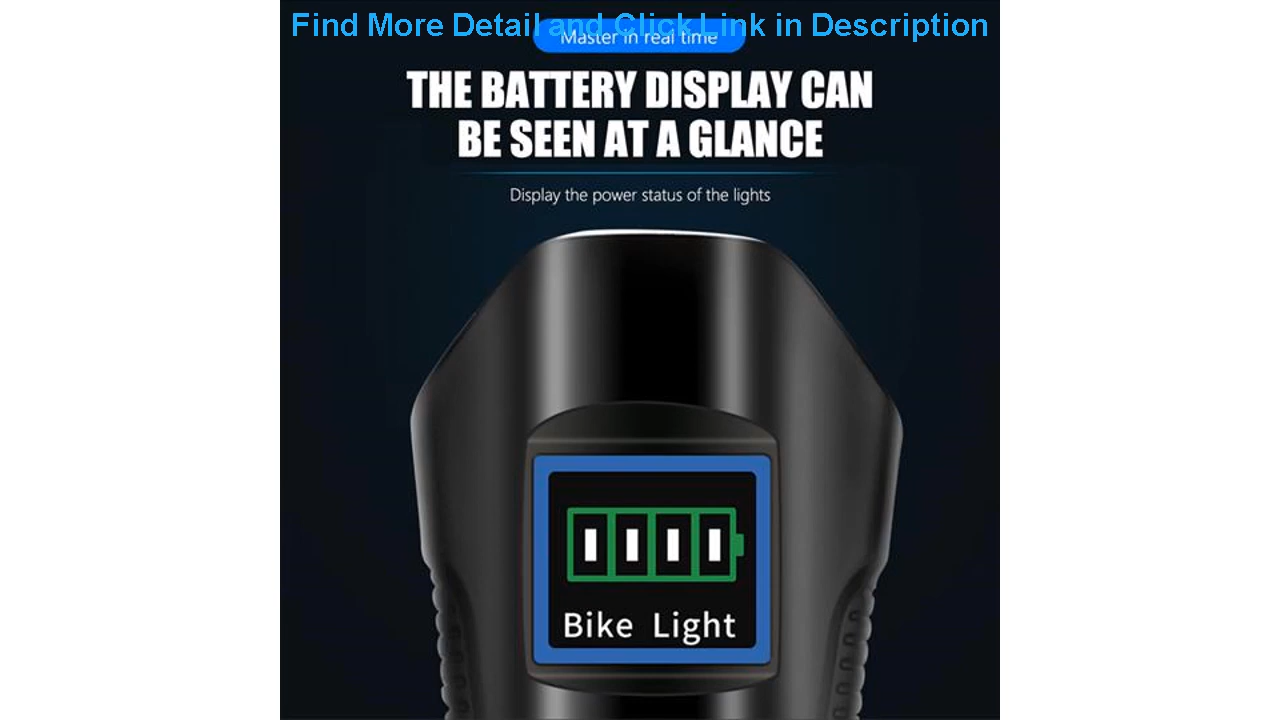 Find More Detail and Click Link in Description
Master in real time
THE BATTERY DISPLAY CAN
BE SEEN AT A GLANCE
Display the power status of the lights
Bike Light